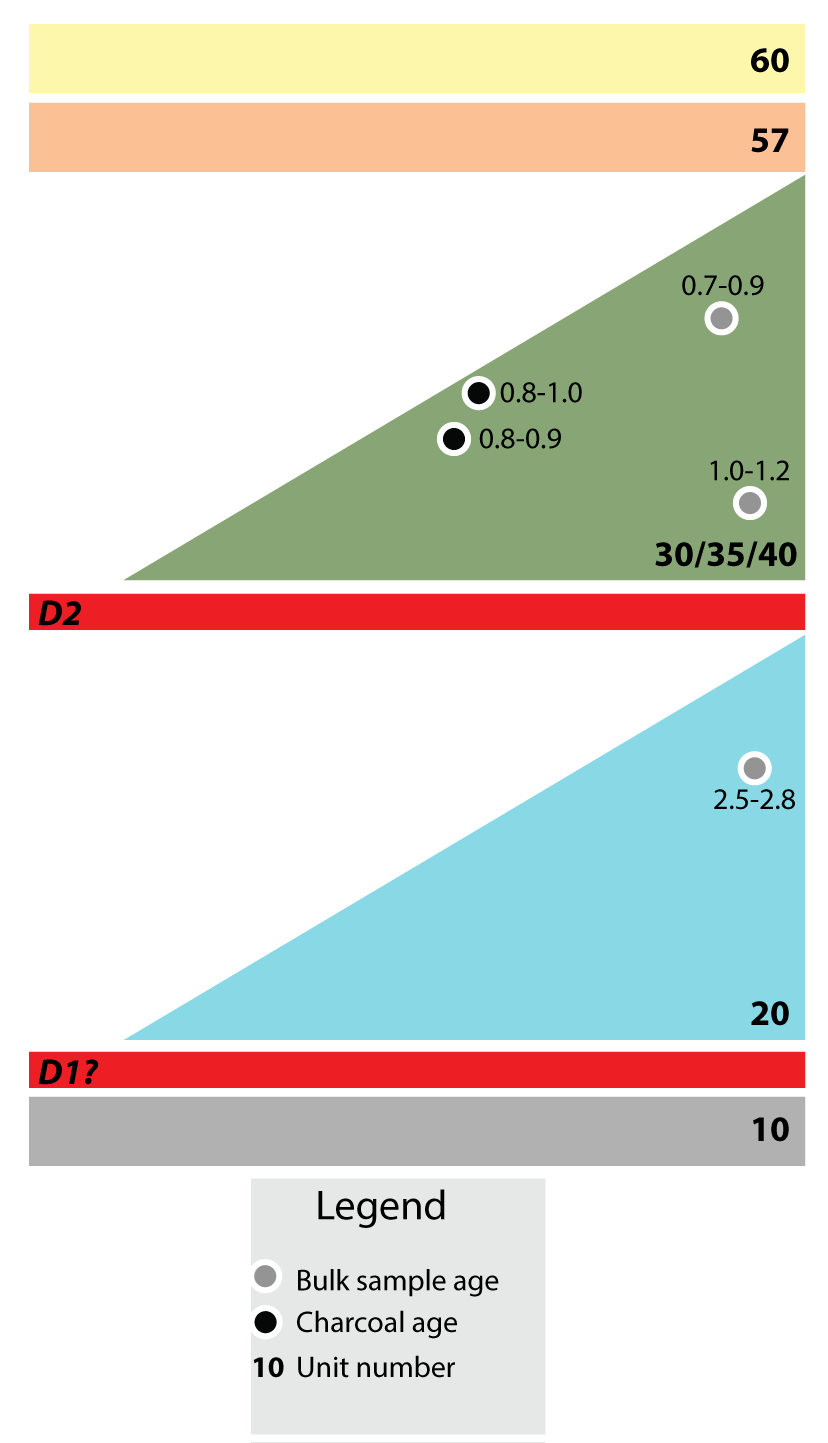 60
57
0.7-0.9
0.8-1.0
0.8-0.9
1.0-1.2
30/35/40
D2
2.5-2.8
20
D1?
10
Legend
Bulk sample age
Charcoal age
10 Unit number